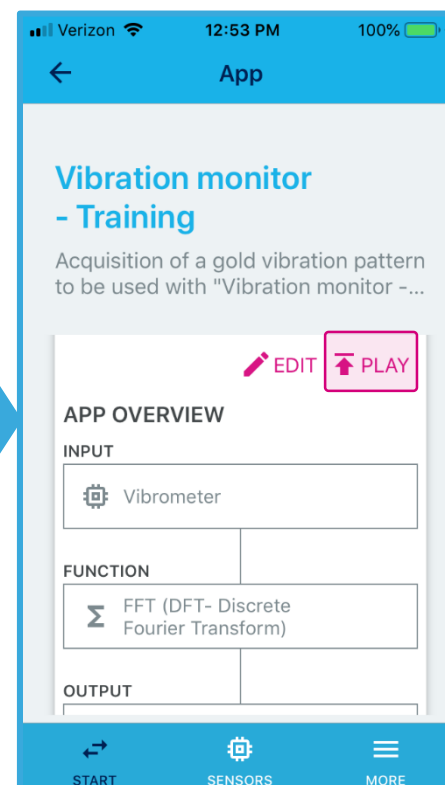 Verizon 12:53 PM 100%
App
Vibration monitor
- Training
Acquisition of a gold vibration pattern
to be used with "Vibration monitor -...
EDIT PLAY
APP OVERVIEW
INPUT
Vibrometer
FUNCTION
FFT (DFT- Discrete
Fourier Transform)
OUTPUT
START SENSORS MORE